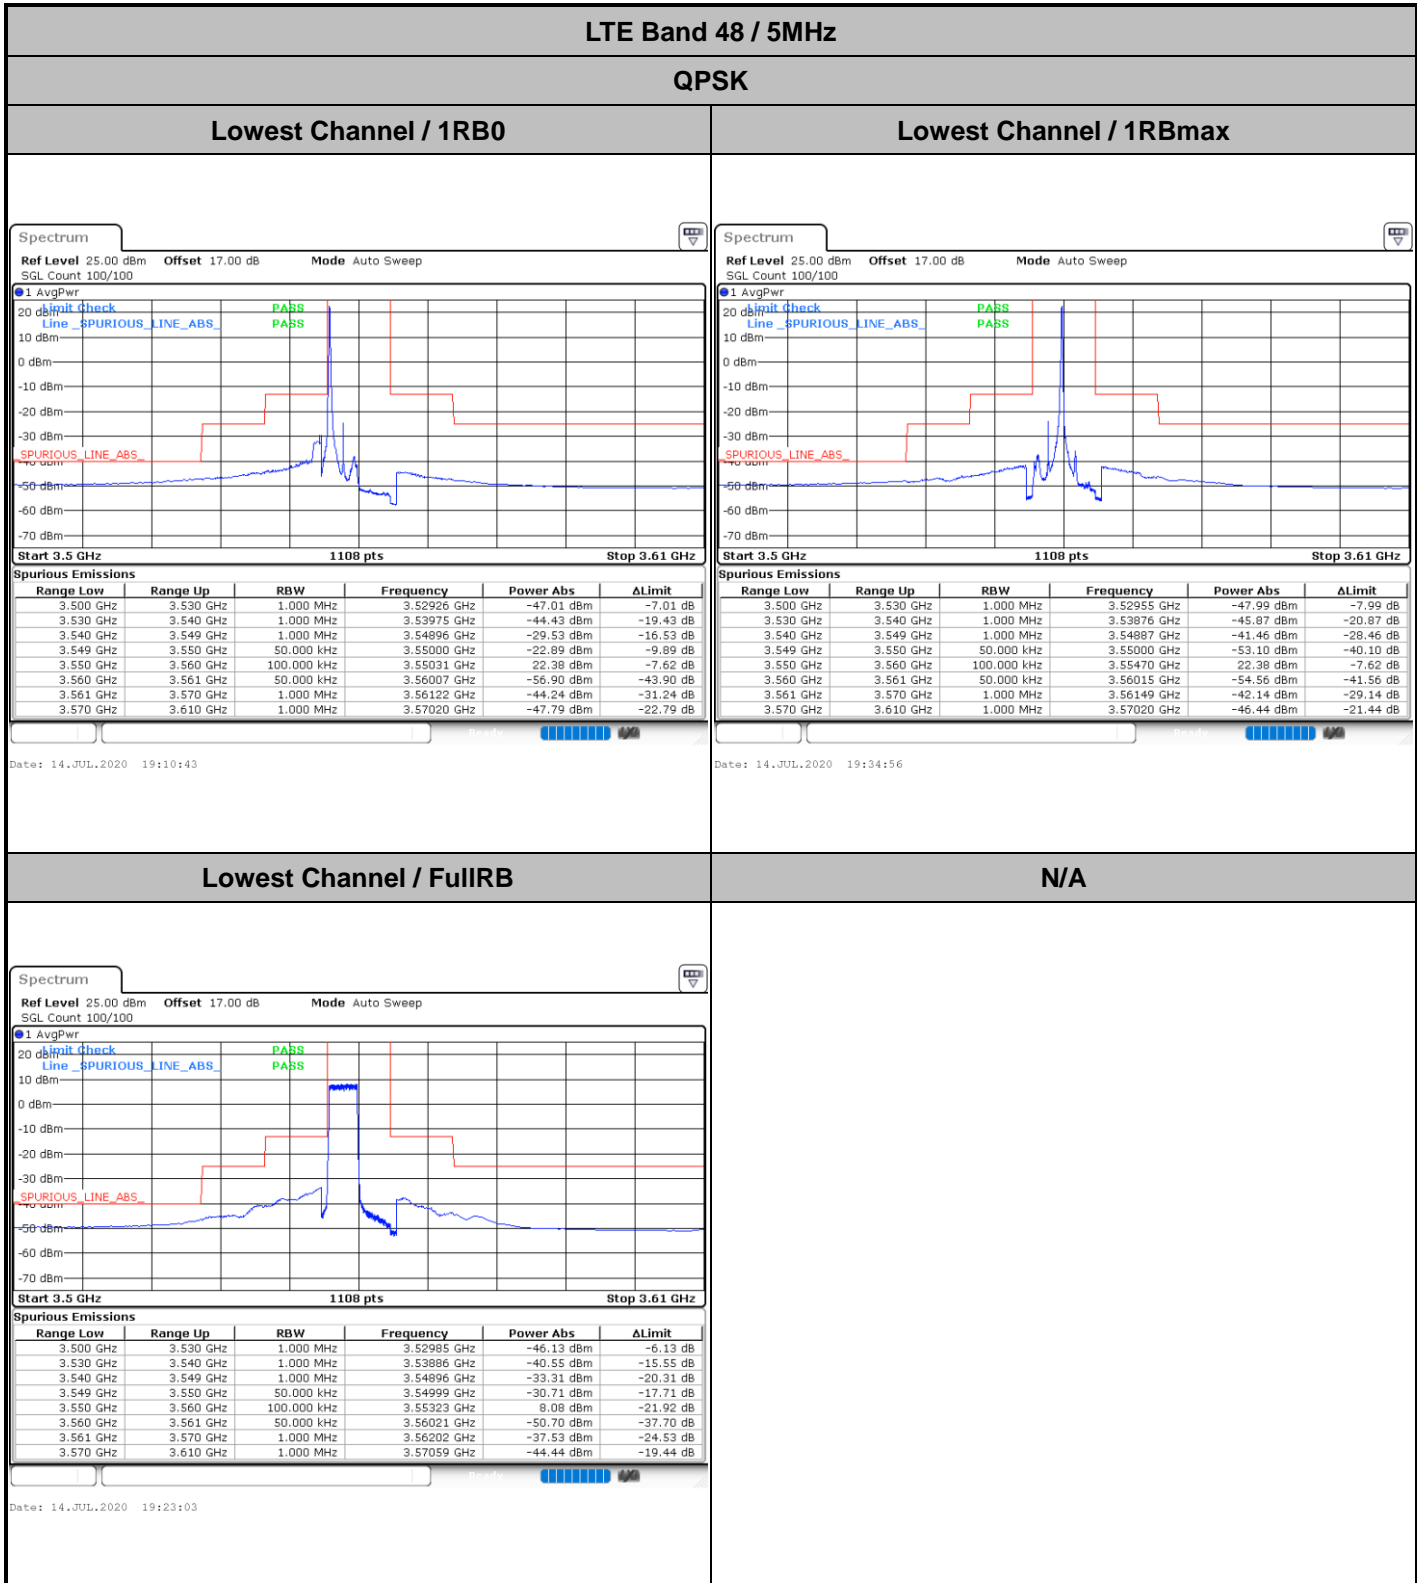 LTE Band 48 / 5MHz
QPSK
Lowest Channel / 1RB0
Lowest Channel / 1RBmax
Spectrum
Ref Level 25.00 dBm Offset 17.00 dB Mode Auto Sweep
SGL Count 100/100
1 AvgPwr
Limit Check PASS
Line _SPURIOUS_LINE_ABS_ PASS
20 dBm
10 dBm
0 dBm
-10 dBm
-20 dBm
-30 dBm
_SPURIOUS_LINE_ABS_
-40 dBm
-50 dBm
-60 dBm
-70 dBm
Start 3.5 GHz 1108 pts Stop 3.61 GHz
Spurious Emissions
Range Low Range Up RBW Frequency Power Abs ΔLimit
3.500 GHz 3.530 GHz 1.000 MHz 3.52926 GHz -47.01 dBm -7.01 dB
3.530 GHz 3.540 GHz 1.000 MHz 3.53975 GHz -44.43 dBm -19.43 dB
3.540 GHz 3.549 GHz 1.000 MHz 3.54896 GHz -29.53 dBm -16.53 dB
3.549 GHz 3.550 GHz 50.000 kHz 3.55000 GHz -22.89 dBm -9.89 dB
3.550 GHz 3.560 GHz 100.000 kHz 3.55031 GHz 22.38 dBm -7.62 dB
3.560 GHz 3.561 GHz 50.000 kHz 3.56007 GHz -56.90 dBm -43.90 dB
3.561 GHz 3.570 GHz 1.000 MHz 3.56122 GHz -44.24 dBm -31.24 dB
3.570 GHz 3.610 GHz 1.000 MHz 3.57020 GHz -47.79 dBm -22.79 dB
Ready
Date: 14.JUL.2020 19:10:43
Spectrum
Ref Level 25.00 dBm Offset 17.00 dB Mode Auto Sweep
SGL Count 100/100
1 AvgPwr
Limit Check PASS
Line _SPURIOUS_LINE_ABS_ PASS
20 dBm
10 dBm
0 dBm
-10 dBm
-20 dBm
-30 dBm
_SPURIOUS_LINE_ABS_
-40 dBm
-50 dBm
-60 dBm
-70 dBm
Start 3.5 GHz 1108 pts Stop 3.61 GHz
Spurious Emissions
Range Low Range Up RBW Frequency Power Abs ΔLimit
3.500 GHz 3.530 GHz 1.000 MHz 3.52955 GHz -47.99 dBm -7.99 dB
3.530 GHz 3.540 GHz 1.000 MHz 3.53876 GHz -45.87 dBm -20.87 dB
3.540 GHz 3.549 GHz 1.000 MHz 3.54887 GHz -41.46 dBm -28.46 dB
3.549 GHz 3.550 GHz 50.000 kHz 3.55000 GHz -53.10 dBm -40.10 dB
3.550 GHz 3.560 GHz 100.000 kHz 3.55470 GHz 22.38 dBm -7.62 dB
3.560 GHz 3.561 GHz 50.000 kHz 3.56015 GHz -54.56 dBm -41.56 dB
3.561 GHz 3.570 GHz 1.000 MHz 3.56149 GHz -42.14 dBm -29.14 dB
3.570 GHz 3.610 GHz 1.000 MHz 3.57020 GHz -46.44 dBm -21.44 dB
Ready
Date: 14.JUL.2020 19:34:56
Lowest Channel / FullRB
N/A
Spectrum
Ref Level 25.00 dBm Offset 17.00 dB Mode Auto Sweep
SGL Count 100/100
1 AvgPwr
Limit Check PASS
Line _SPURIOUS_LINE_ABS_ PASS
20 dBm
10 dBm
0 dBm
-10 dBm
-20 dBm
-30 dBm
_SPURIOUS_LINE_ABS_
-40 dBm
-50 dBm
-60 dBm
-70 dBm
Start 3.5 GHz 1108 pts Stop 3.61 GHz
Spurious Emissions
Range Low Range Up RBW Frequency Power Abs ΔLimit
3.500 GHz 3.530 GHz 1.000 MHz 3.52985 GHz -46.13 dBm -6.13 dB
3.530 GHz 3.540 GHz 1.000 MHz 3.53886 GHz -40.55 dBm -15.55 dB
3.540 GHz 3.549 GHz 1.000 MHz 3.54896 GHz -33.31 dBm -20.31 dB
3.549 GHz 3.550 GHz 50.000 kHz 3.54999 GHz -30.71 dBm -17.71 dB
3.550 GHz 3.560 GHz 100.000 kHz 3.55323 GHz 8.08 dBm -21.92 dB
3.560 GHz 3.561 GHz 50.000 kHz 3.56021 GHz -50.70 dBm -37.70 dB
3.561 GHz 3.570 GHz 1.000 MHz 3.56202 GHz -37.53 dBm -24.53 dB
3.570 GHz 3.610 GHz 1.000 MHz 3.57059 GHz -44.44 dBm -19.44 dB
Ready
Date: 14.JUL.2020 19:23:03